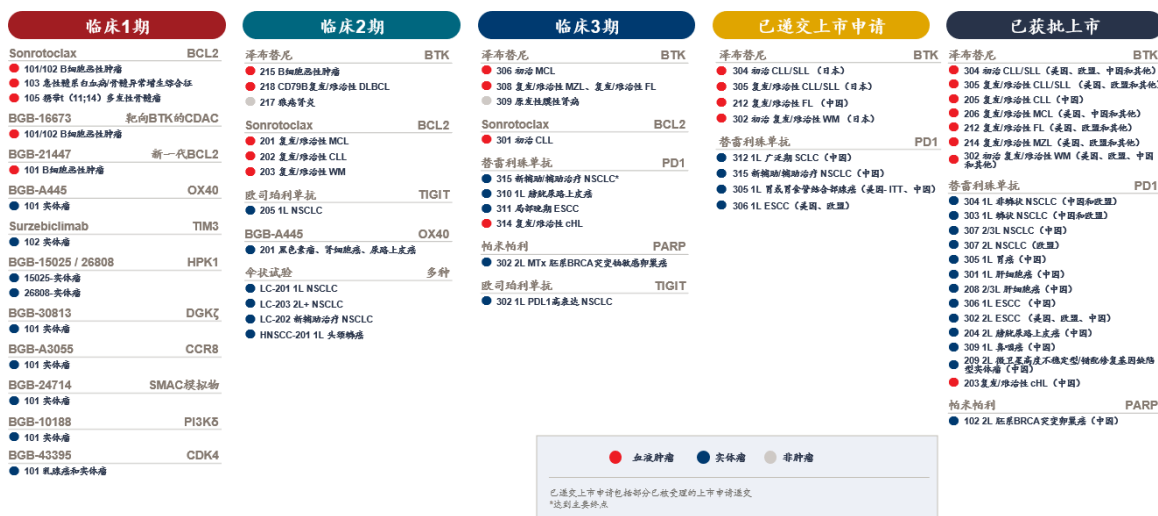 临床1期
Sonrotoclax BCL2
101/102 B细胞恶性肿瘤
103 急性髓系白血病/骨髓异常增生综合征
105 携带t（11;14）多发性骨髓瘤
BGB-16673 靶向BTK的CDAC
101/102 B细胞恶性肿瘤
BGB-21447 新一代BCL2
101 B细胞恶性肿瘤
BGB-A445 OX40
101 实体瘤
Surzebiclimab TIM3
102 实体瘤
BGB-15025 / 26808 HPK1
15025-实体瘤
26808-实体瘤
BGB-30813 DGKζ
101 实体瘤
BGB-A3055 CCR8
101 实体瘤
BGB-24714 SMAC模拟物
101 实体瘤
BGB-10188 PI3Kδ
101 实体瘤
BGB-43395 CDK4
101 乳腺癌和实体瘤
临床2期
泽布替尼 BTK
215 B细胞恶性肿瘤
218 CD79B复发/难治性 DLBCL
217 狼疮肾炎
Sonrotoclax BCL2
201 复发/难治性 MCL
202 复发/难治性 CLL
203 复发/难治性 WM
欧司珀利单抗 TIGIT
205 1L NSCLC
BGB-A445 OX40
201 黑色素瘤、肾细胞癌、尿路上皮癌
伞状试验 多种
LC-201 1L NSCLC
LC-203 2L+ NSCLC
LC-202 新辅助治疗 NSCLC
HNSCC-201 1L 头颈鳞癌
临床3期
泽布替尼 BTK
306 初治 MCL
308 复发/难治性 MZL、复发/难治性 FL
309 原发性膜性肾病
Sonrotoclax BCL2
301 初治 CLL
替雷利珠单抗 PD1
315 新辅助/辅助治疗 NSCLC*
310 1L 膀胱尿路上皮癌
311 局部晚期 ESCC
314 复发/难治性 cHL
帕米帕利 PARP
302 2L MTx 胚系BRCA突变铂敏感卵巢癌
欧司珀利单抗 TIGIT
302 1L PDL1高表达 NSCLC
已递交上市申请
泽布替尼 BTK
304 初治 CLL/SLL （日本）
305 复发/难治性 CLL/SLL（日本）
212 复发/难治性 FL （中国）
302 初治 复发/难治性 WM （日本）
替雷利珠单抗 PD1
312 1L 广泛期 SCLC（中国）
315 新辅助/辅助治疗 NSCLC（中国）
305 1L 胃或胃食管结合部腺癌（美国- ITT、中国）
306 1L ESCC（美国、欧盟）
已获批上市
泽布替尼 BTK
304 初治 CLL/SLL（美国、欧盟、中国和其他）
305 复发/难治性 CLL/SLL（美国、欧盟和其他）
205 复发/难治性 CLL（中国）
206 复发/难治性 MCL（美国、中国和其他）
212 复发/难治性 FL（美国、欧盟和其他）
214 复发/难治性 MZL（美国、欧盟和其他）
302 初治 复发/难治性 WM（美国、欧盟、中国
和其他）
替雷利珠单抗 PD1
304 1L 非鳞状 NSCLC（中国和欧盟）
303 1L 鳞状 NSCLC（中国和欧盟）
307 2/3L NSCLC（中国）
307 2L NSCLC (欧盟）
305 1L 胃癌（中国）
301 1L 肝细胞癌（中国）
208 2/3L 肝细胞癌（中国）
306 1L ESCC （中国）
302 2L ESCC （美国、欧盟、中国）
204 2L 膀胱尿路上皮癌（中国）
309 1L 鼻咽癌（中国）
209 2L 微卫星高度不稳定型/错配修复基因缺陷
型实体瘤（中国）
203复发/难治性 cHL（中国）
帕米帕利 PARP
102 2L 胚系BRCA突变卵巢癌（中国）
血液肿瘤 实体瘤 非肿瘤
已递交上市申请包括部分已被受理的上市申请递交
*达到主要终点